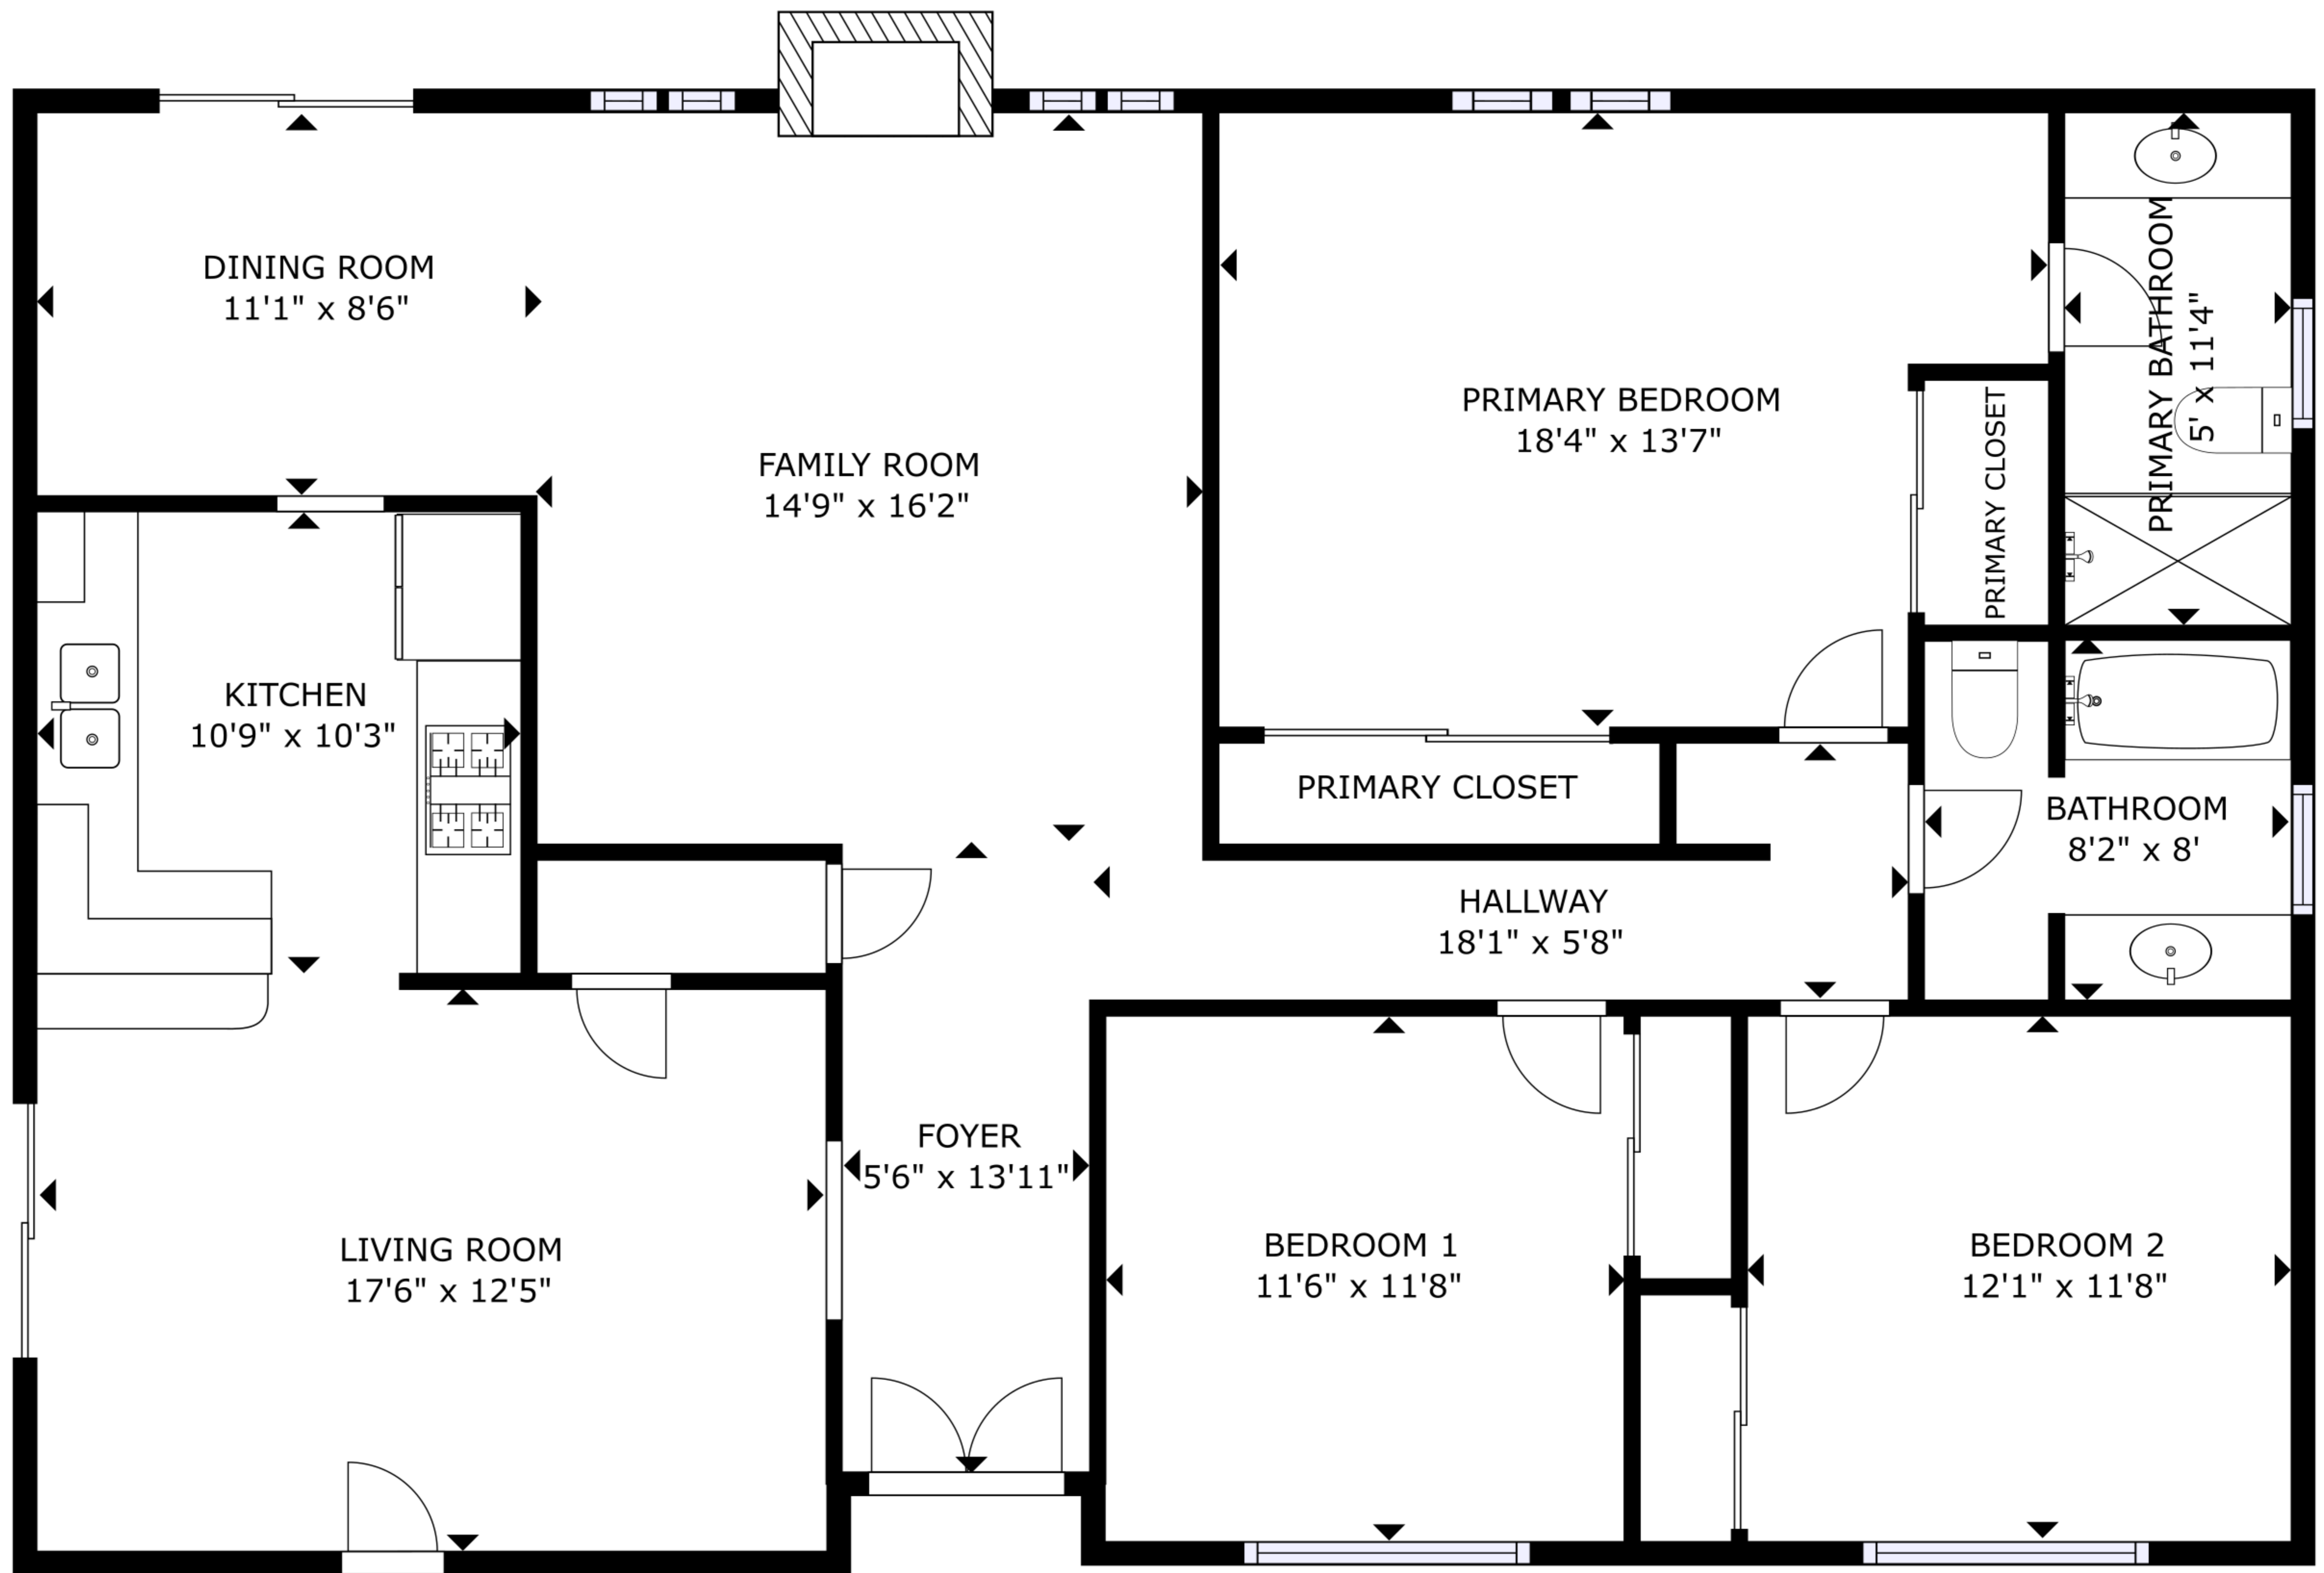 DINING ROOM
11'1" x 8'6"
FAMILY ROOM
14'9" x 16'2"
PRIMARY BEDROOM
18'4" x 13'7"
PRIMARY CLOSET
PRIMARY BATHROOM
5' x 11'4"
KITCHEN
10'9" x 10'3"
PRIMARY CLOSET
BATHROOM
8'2" x 8'
HALLWAY
18'1" x 5'8"
FOYER
5'6" x 13'11"
LIVING ROOM
17'6" x 12'5"
BEDROOM 1
11'6" x 11'8"
BEDROOM 2
12'1" x 11'8"